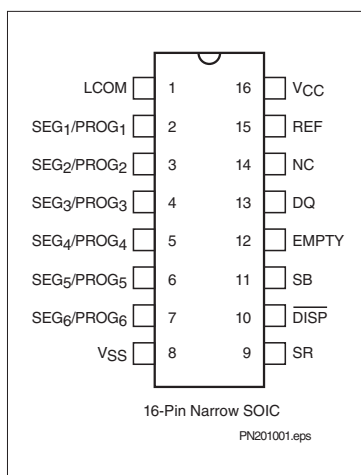 LCOM 1 16 VCC
SEG1/PROG1 2 15 REF
SEG2/PROG2 3 14 NC
SEG3/PROG3 4 13 DQ
SEG4/PROG4 5 12 EMPTY
SEG5/PROG5 6 11 SB
SEG6/PROG6 7 10 DISP
VSS 8 9 SR
16-Pin Narrow SOIC
PN201001.eps